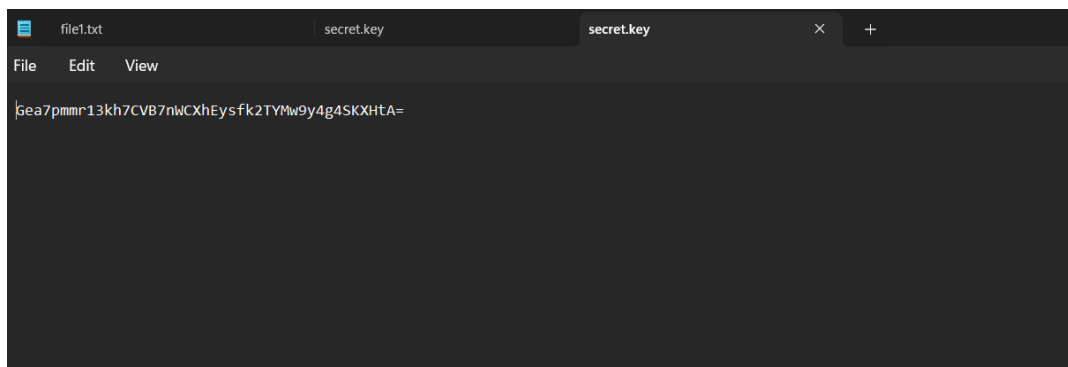 file1.txt secret.key secret.key
File Edit View
Gea7pmmr13kh7CVB7nWCXhEysfk2TYMw9y4g4SKXHtA=